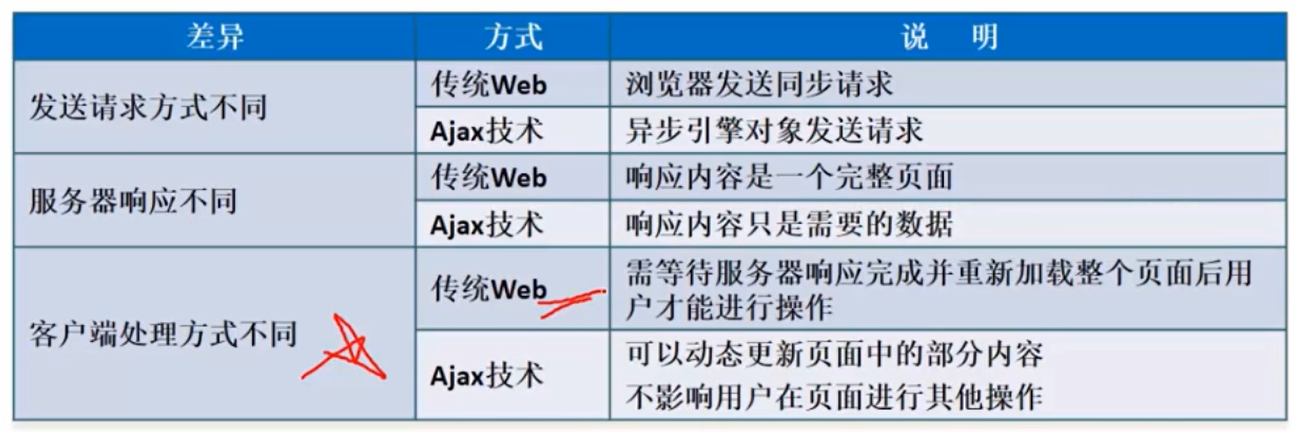 差异 方式 说 明
发送请求方式不同
传统Web 浏览器发送同步请求
Ajax技术 异步引擎对象发送请求
服务器响应不同
传统Web 响应内容是一个完整页面
Ajax技术 响应内容只是需要的数据
客户端处理方式不同
传统Web
需等待服务器响应完成并重新加载整个页面后用
户才能进行操作
Ajax技术
可以动态更新页面中的部分内容
不影响用户在页面进行其他操作